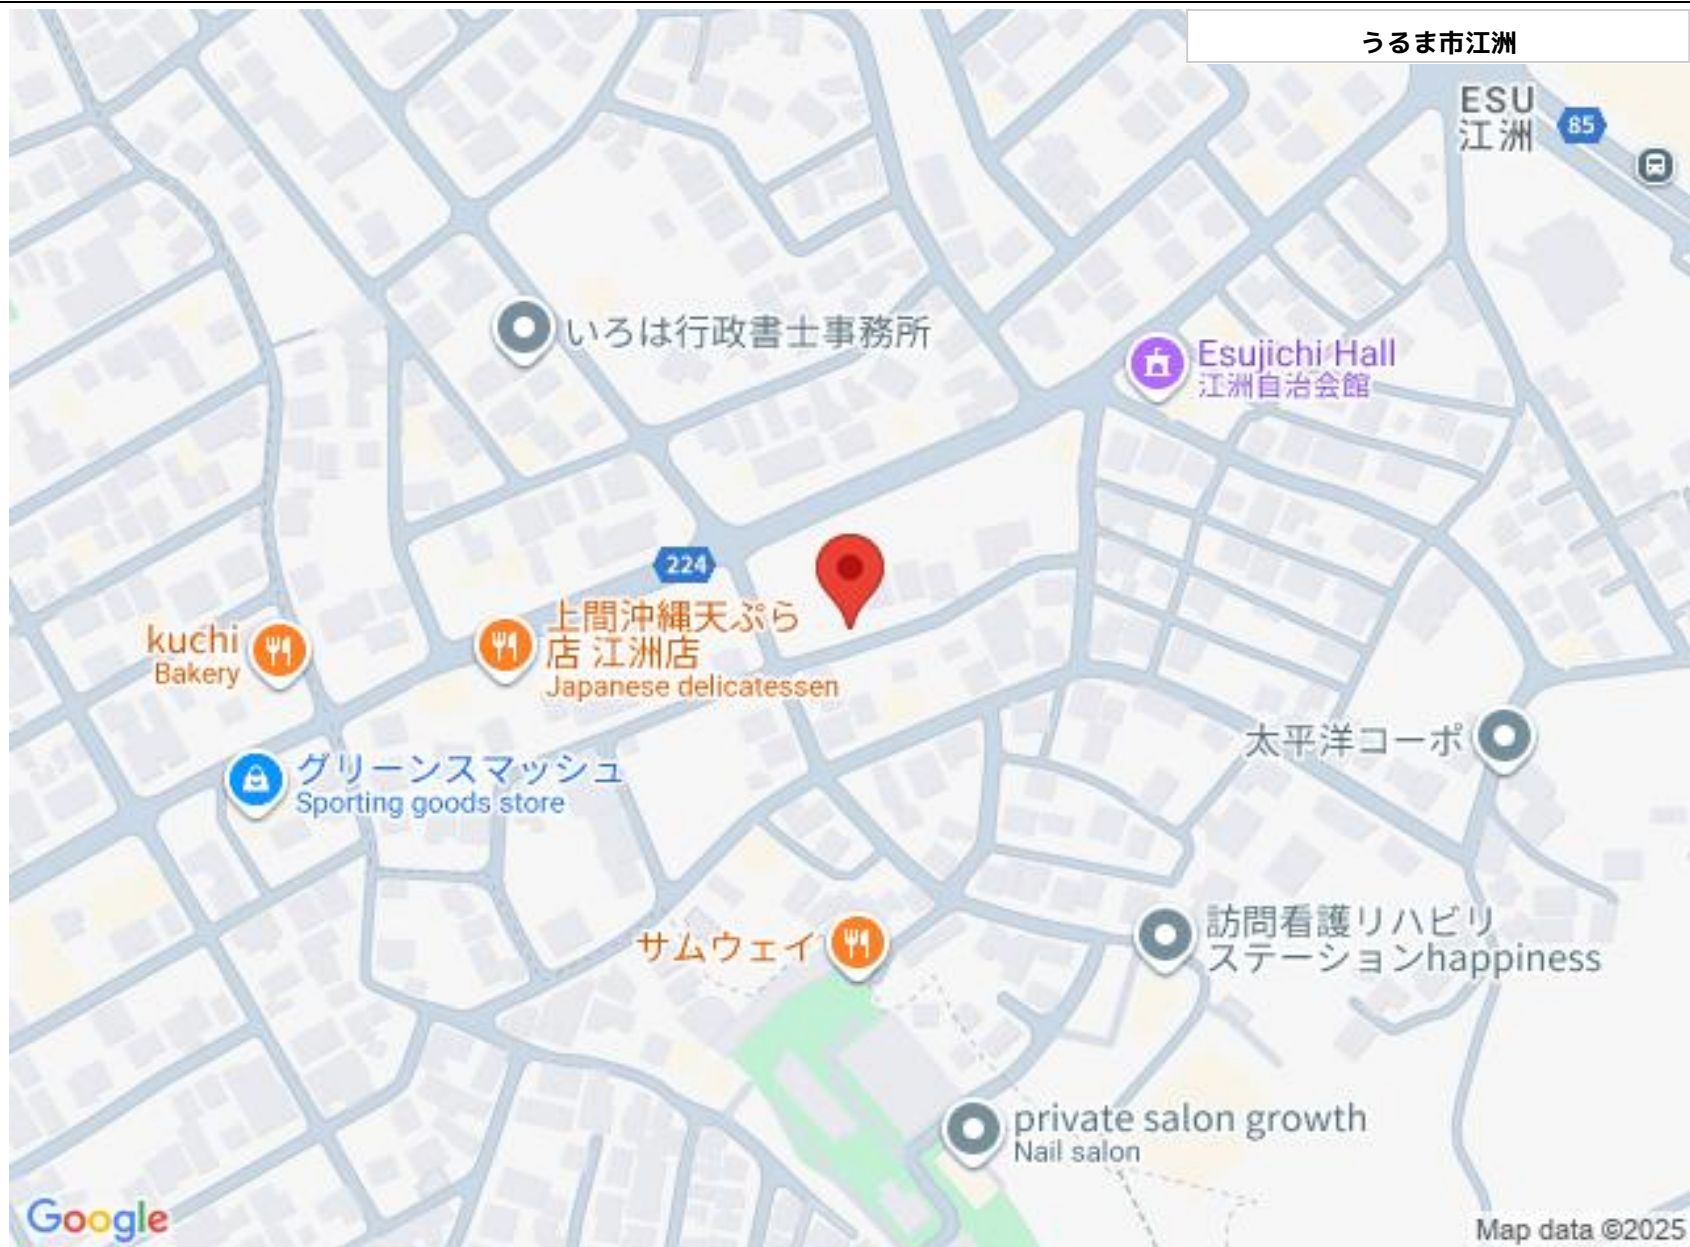 うるま市江洲
ESU
江洲
85
いろは行政書士事務所
Esujichi Hall
江洲自治会館
224
上間沖縄天ぷら
店 江洲店
Japanese delicatessen
kuchi
Bakery
グリーンスマッシュ
Sporting goods store
太平洋コーポ
サムウェイ
訪問看護リハビリ
ステーションhappiness
private salon growth
Nail salon
Google
Map data ©2025